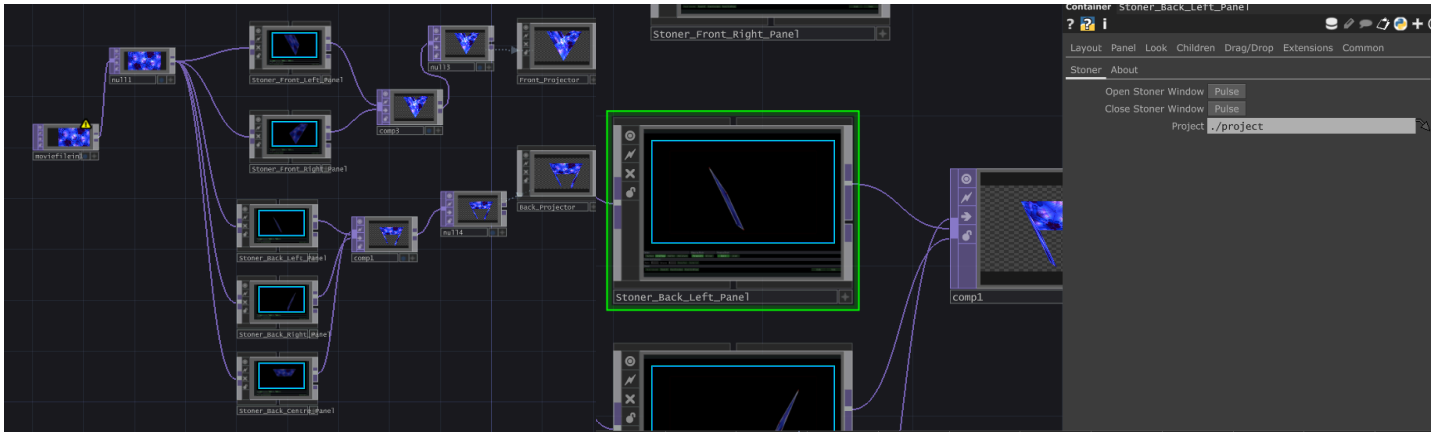 Stoner_Front_Left_Panel
null1
moviefilein1
Stoner_Front_Right_Panel
comp3
null3
Front_Projector
Stoner_Back_Left_Panel
comp1
null4
Back_Projector
Stoner_Back_Right_Panel
Stoner_Back_Centre_Panel
Stoner_Front_Right_Panel
Stoner_Back_Left_Panel
comp1
Container Stoner_Back_Left_Panel
? ? i
Layout Panel Look Children Drag/Drop Extensions Common
Stoner About
Open Stoner Window Pulse
Close Stoner Window Pulse
Project ./project